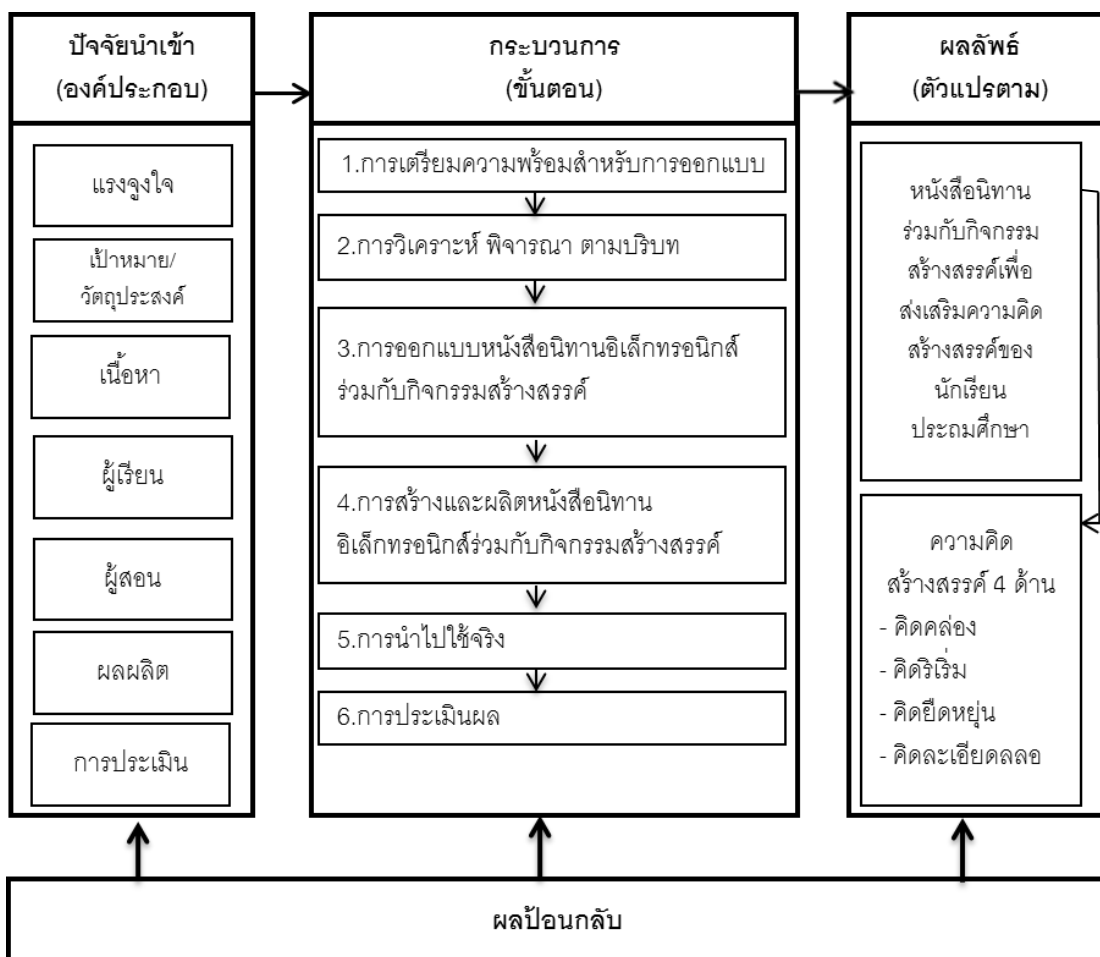 ปัจจัยนำเข้า
(องค์ประกอบ)
แรงจูงใจ
เป้าหมาย/
วัตถุประสงค์
เนื้อหา
ผู้เรียน
ผู้สอน
ผลผลิต
การประเมิน
กระบวนการ
(ขั้นตอน)
1.การเตรียมความพร้อมสำหรับการออกแบบ
2.การวิเคราะห์ พิจารณา ตามบริบท
3.การออกแบบหนังสือนิทานอิเล็กทรอนิกส์
ร่วมกับกิจกรรมสร้างสรรค์
4.การสร้างและผลิตหนังสือนิทาน
อิเล็กทรอนิกส์ร่วมกับกิจกรรมสร้างสรรค์
5.การนำไปใช้จริง
6.การประเมินผล
ผลลัพธ์
(ตัวแปรตาม)
หนังสือนิทาน
ร่วมกับกิจกรรม
สร้างสรรค์เพื่อ
ส่งเสริมความคิด
สร้างสรรค์ของ
นักเรียน
ประถมศึกษา
ความคิด
สร้างสรรค์ 4 ด้าน
- คิดคล่อง
- คิดริเริ่ม
- คิดยืดหยุ่น
- คิดละเอียดลลอ
ผลป้อนกลับ